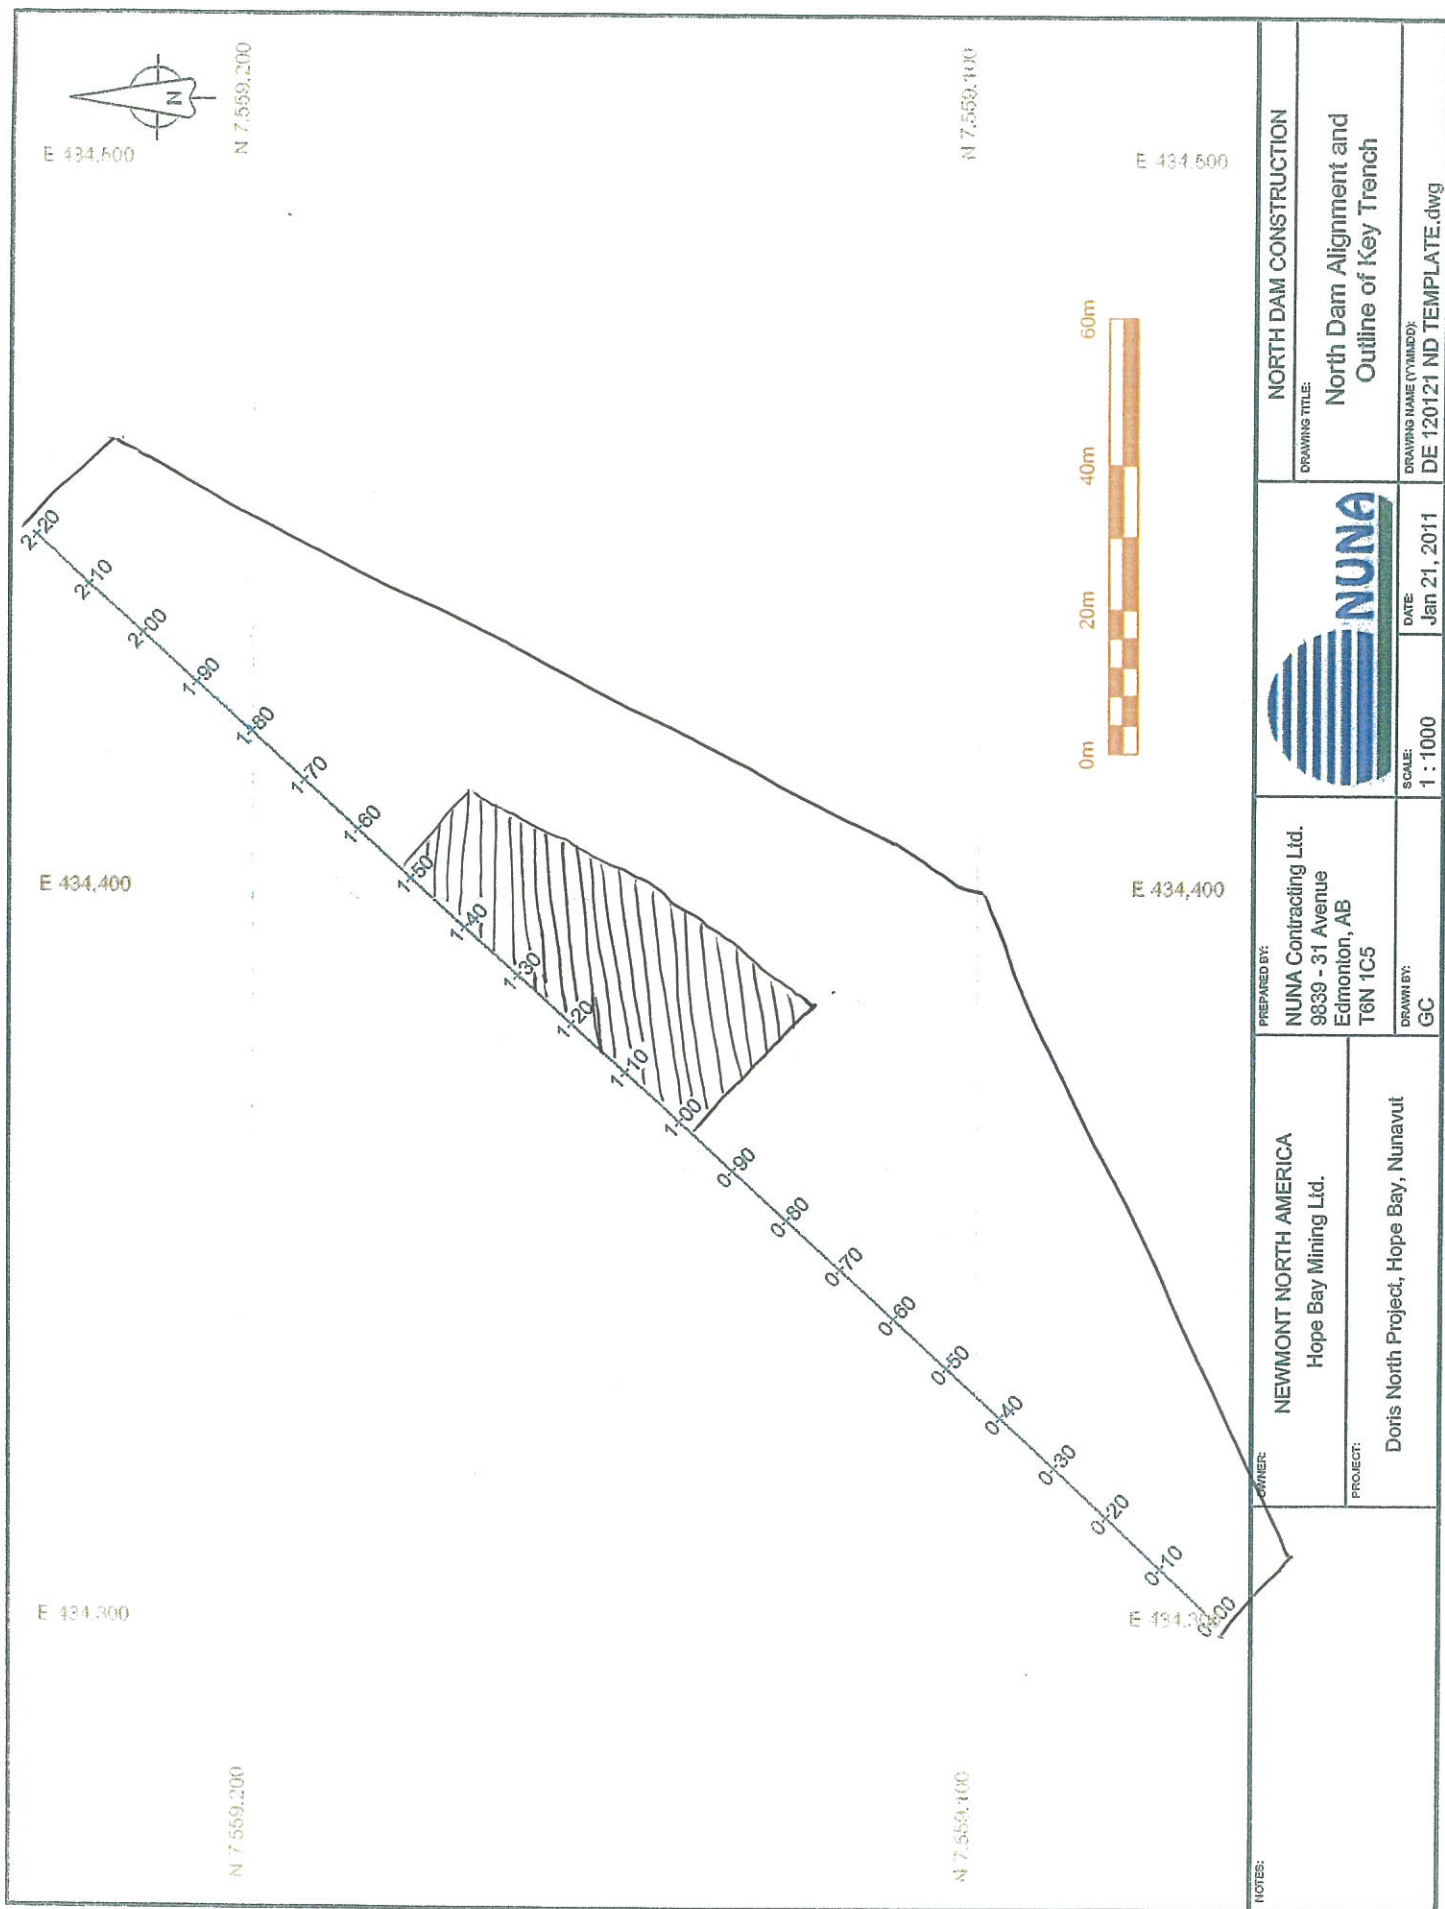 E 434,500
N 7,559,200
N 7,559,100
E 434,500
2+20
2+10
2+00
1+90
1+80
1+70
1+60
1+50
1+40
1+30
1+20
1+10
1+00
0+90
0+80
0+70
0+60
0+50
0+40
0+30
0+20
0+10
0+00
E 434,400
E 434,400
E 434,300
E 434,300
N 7,559,200
N 7,559,100
N
0m
20m
40m
60m
NOTES:
OWNER:
NEWMONT NORTH AMERICA
Hope Bay Mining Ltd.
PROJECT:
Doris North Project, Hope Bay, Nunavut
PREPARED BY:
NUNA Contracting Ltd.
9839 - 31 Avenue
Edmonton, AB
T6N 1C5
DRAWN BY:
GC
NUNA
SCALE:
1 : 1000
DATE:
Jan 21, 2011
NORTH DAM CONSTRUCTION
DRAWING TITLE:
North Dam Alignment and
Outline of Key Trench
DRAWING NAME (YYMMDD):
DE 120121 ND TEMPLATE.dwg